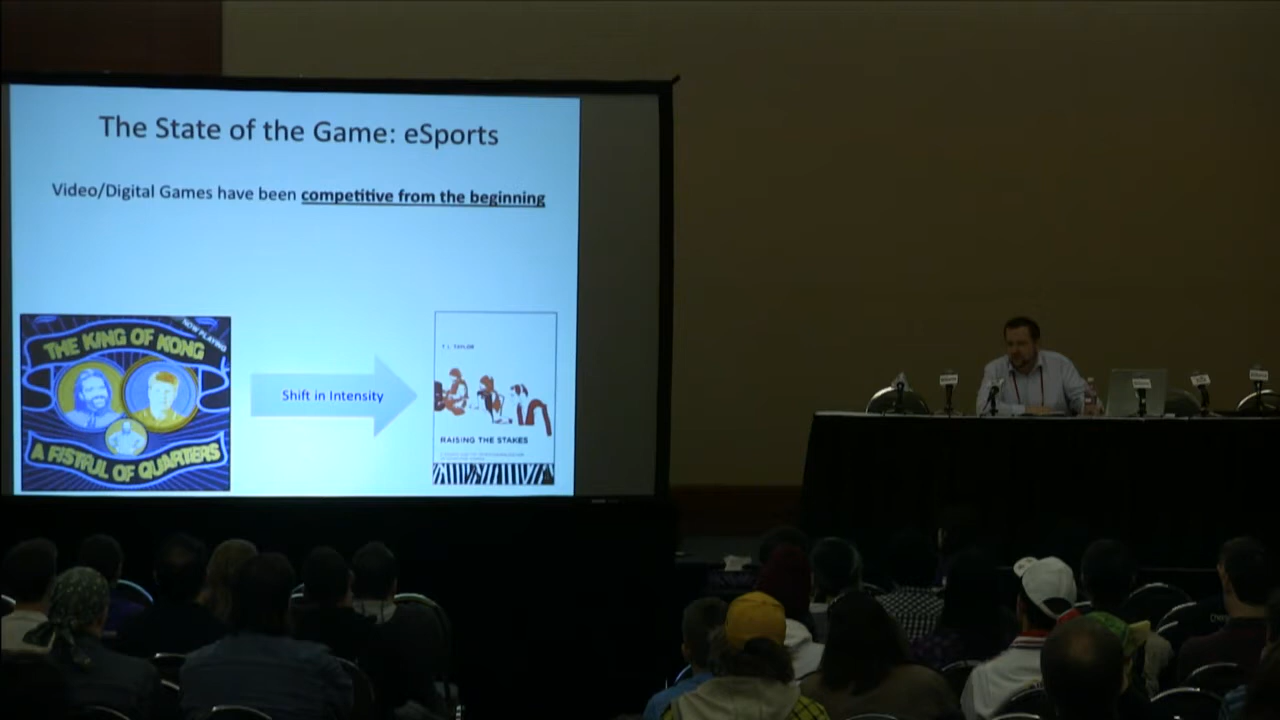 The State of the Game: eSports
Video/Digital Games have been competitive from the beginning
NOW PLAYING
THE KING OF KONG
A FISTFUL OF QUARTERS
Shift in Intensity
T. L. TAYLOR
RAISING THE STAKES